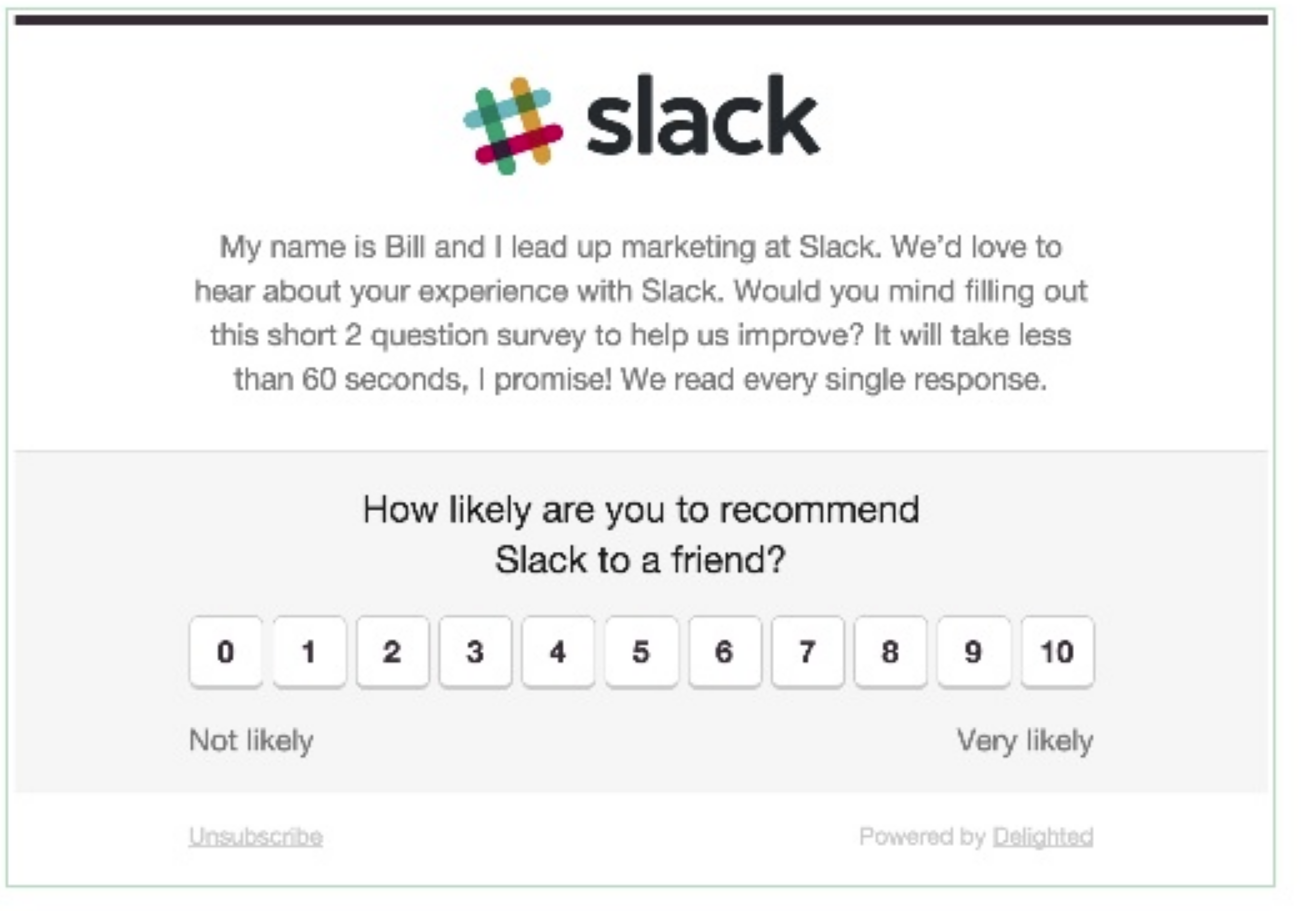 slack
My name is Bill and I lead up marketing at Slack. We’d love to
hear about your experience with Slack. Would you mind filling out
this short 2 question survey to help us improve? It will take less
than 60 seconds, I promise! We read every single response.
How likely are you to recommend
Slack to a friend?
0 1 2 3 4 5 6 7 8 9 10
Not likely Very likely
Unsubscribe Powered by Delighted